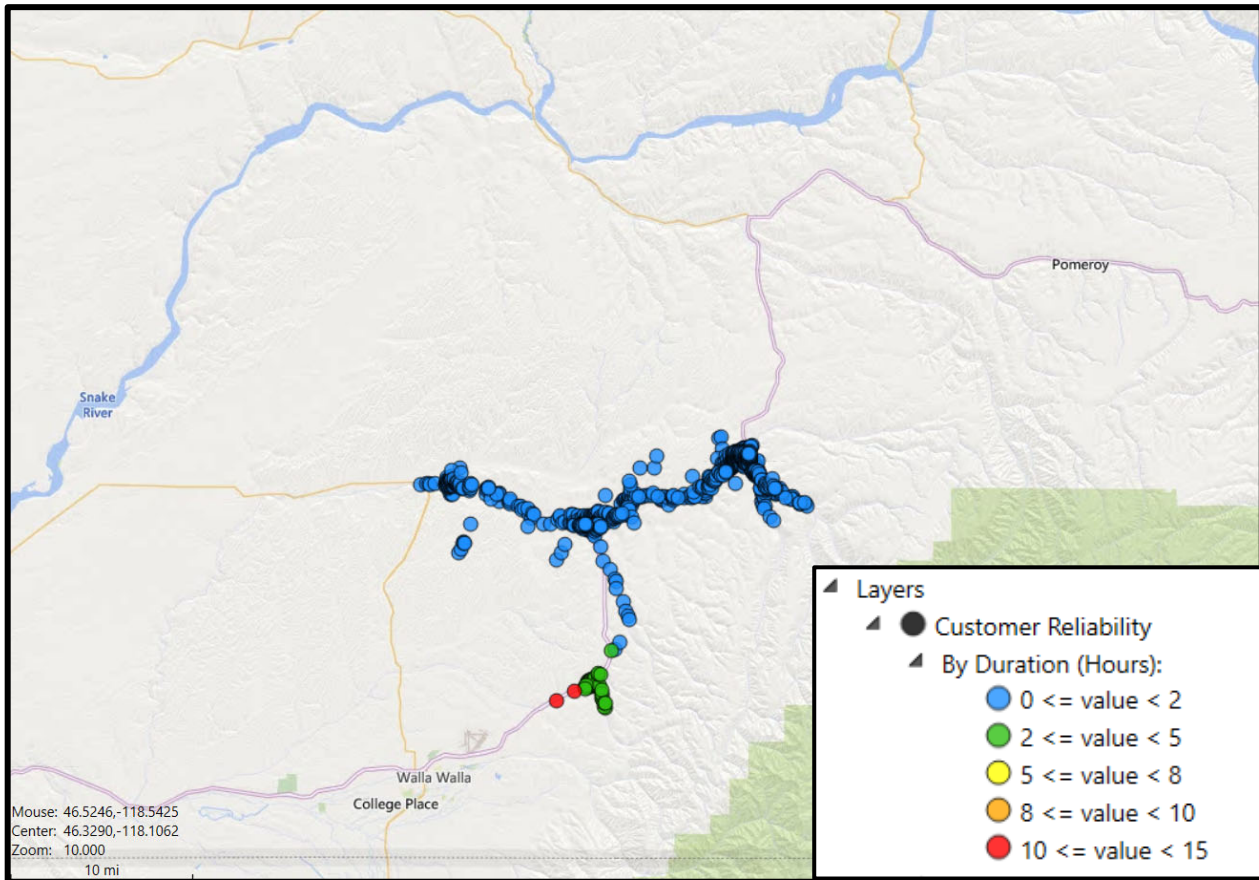 Pomeroy
Snake
River
Walla Walla
College Place
Mouse: 46.5246,-118.5425
Center: 46.3290,-118.1062
Zoom: 10.000
10 mi
Layers
Customer Reliability
By Duration (Hours):
0 <= value < 2
2 <= value < 5
5 <= value < 8
8 <= value < 10
10 <= value < 15